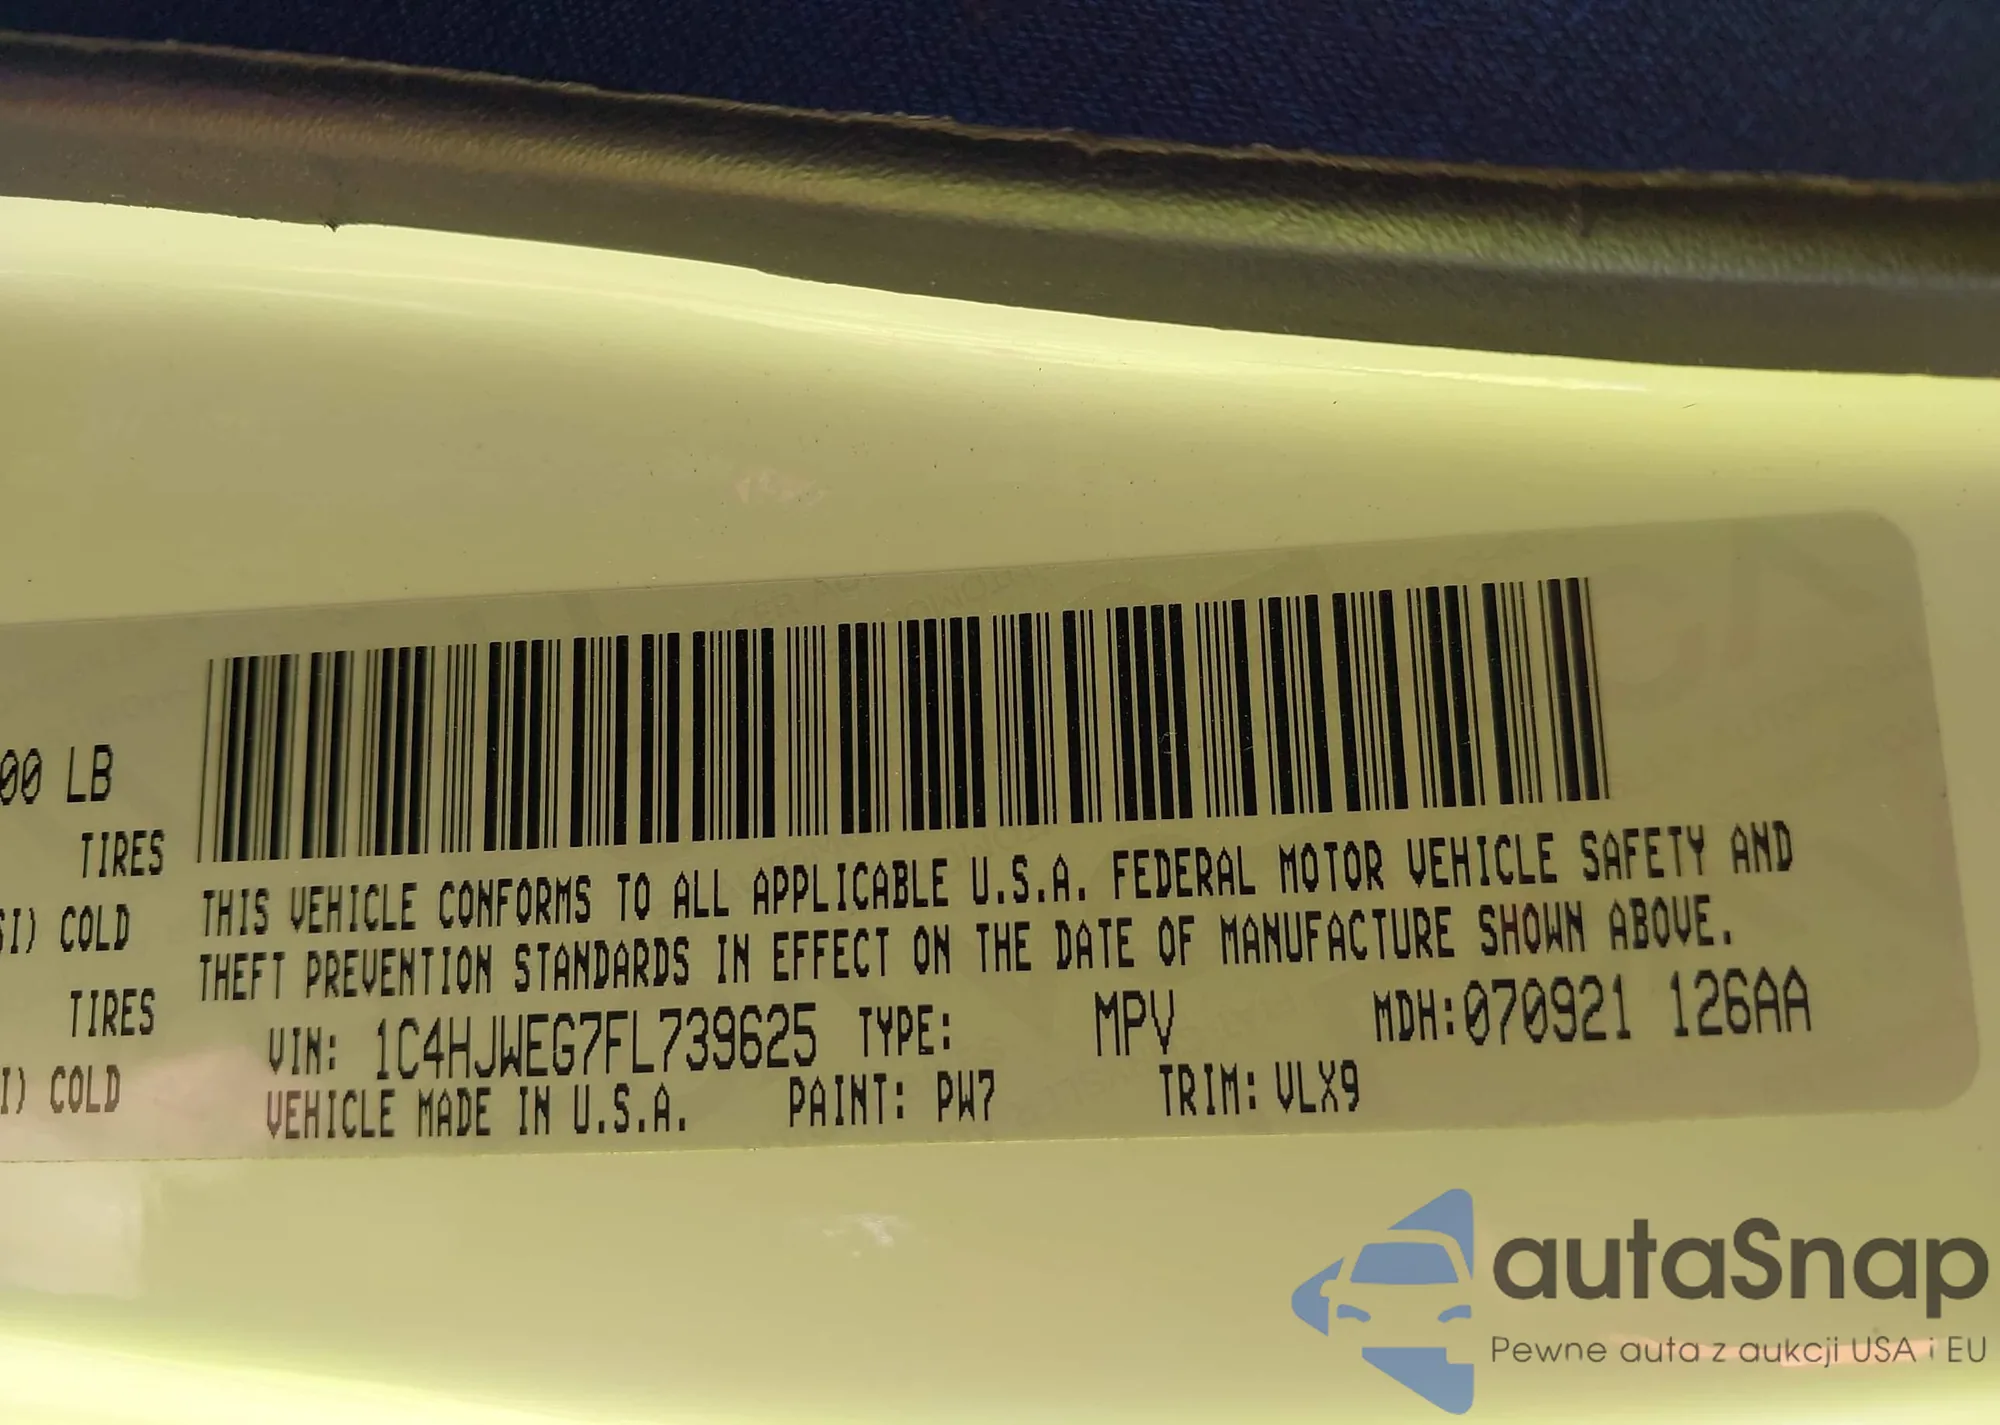 00 LB
TIRES
SI) COLD
TIRES
I) COLD
THIS VEHICLE CONFORMS TO ALL APPLICABLE U.S.A. FEDERAL MOTOR VEHICLE SAFETY AND
THEFT PREVENTION STANDARDS IN EFFECT ON THE DATE OF MANUFACTURE SHOWN ABOVE.
VIN: 1C4HJWEG7FL739625 TYPE: MPV MDH:070921 126AA
VEHICLE MADE IN U.S.A. PAINT: PW7 TRIM: VLX9
autaSnap
Pewne auta z aukcji USA i EU